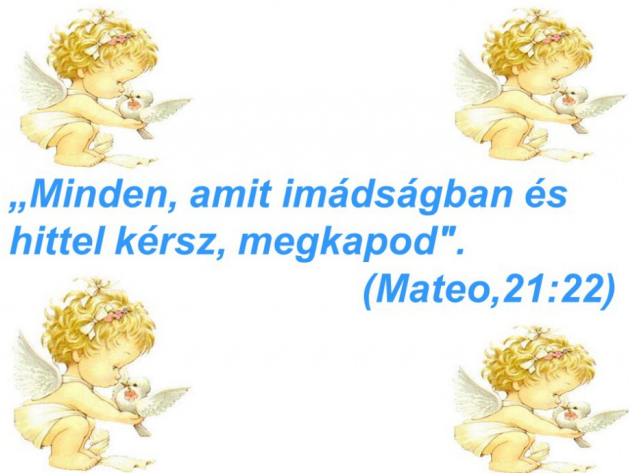 „Minden, amit imádságban és
hittel kérsz, megkapod".
(Mateo,21:22)